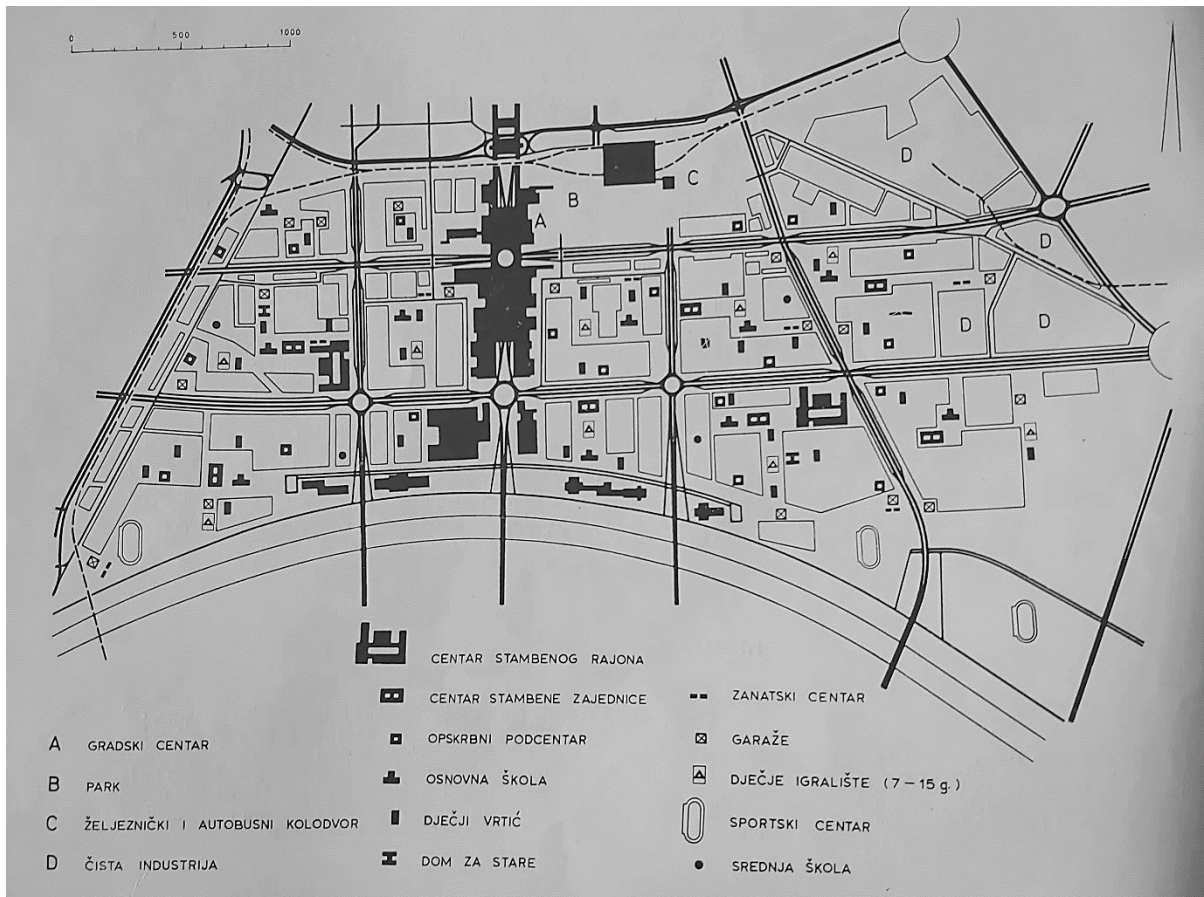 0 500 1000
D
C
B
A
D
D
D
CENTAR STAMBENOG RAJONA
CENTAR STAMBENE ZAJEDNICE
OPSKRBNI PODCENTAR
OSNOVNA ŠKOLA
DJEČJI VRTIĆ
DOM ZA STARE
ZANATSKI CENTAR
GARAŽE
DJEČJE IGRALIŠTE (7-15 g.)
SPORTSKI CENTAR
SREDNJA ŠKOLA
A GRADSKI CENTAR
B PARK
C ŽELJEZNIČKI I AUTOBUSNI KOLODVOR
D ČISTA INDUSTRIJA